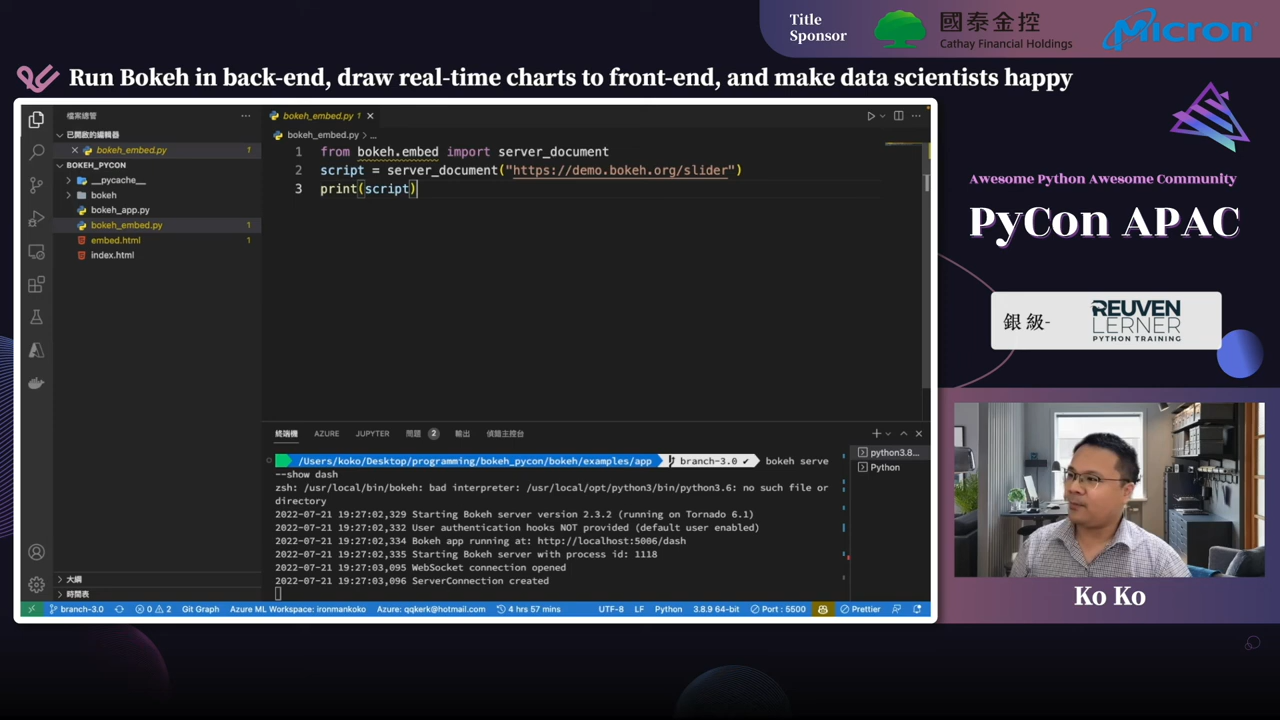 Title
Sponsor
國泰金控
Cathay Financial Holdings
Micron
Run Bokeh in back-end, draw real-time charts to front-end, and make data scientists happy
檔案總管
已開啟的編輯器
bokeh_embed.py 1
BOKEH_PYCON
__pycache__
bokeh
bokeh_app.py
bokeh_embed.py 1
embed.html 1
index.html
大綱
時間表
bokeh_embed.py 1
bokeh_embed.py > ...
1 from bokeh.embed import server_document
2 script = server_document("https://demo.bokeh.org/slider")
3 print(script)
終端機 AZURE JUPYTER 問題 2 輸出 偵錯主控台
/Users/koko/Desktop/programming/bokeh_pycon/bokeh/examples/app branch-3.0 ✔ bokeh serve
--show dash
zsh: /usr/local/bin/bokeh: bad interpreter: /usr/local/opt/python3/bin/python3.6: no such file or
directory
2022-07-21 19:27:02,329 Starting Bokeh server version 2.3.2 (running on Tornado 6.1)
2022-07-21 19:27:02,332 User authentication hooks NOT provided (default user enabled)
2022-07-21 19:27:02,334 Bokeh app running at: http://localhost:5006/dash
2022-07-21 19:27:02,335 Starting Bokeh server with process id: 1118
2022-07-21 19:27:03,095 WebSocket connection opened
2022-07-21 19:27:03,096 ServerConnection created
python3.8...
Python
branch-3.0 0 2 Git Graph Azure ML Workspace: ironmankoko Azure: qqkerk@hotmail.com 4 hrs 57 mins UTF-8 LF Python 3.8.9 64-bit Port : 5500 Prettier
Awesome Python Awesome Community
PyCon APAC
銀級-
REUVEN
LERNER
PYTHON TRAINING
Ko Ko